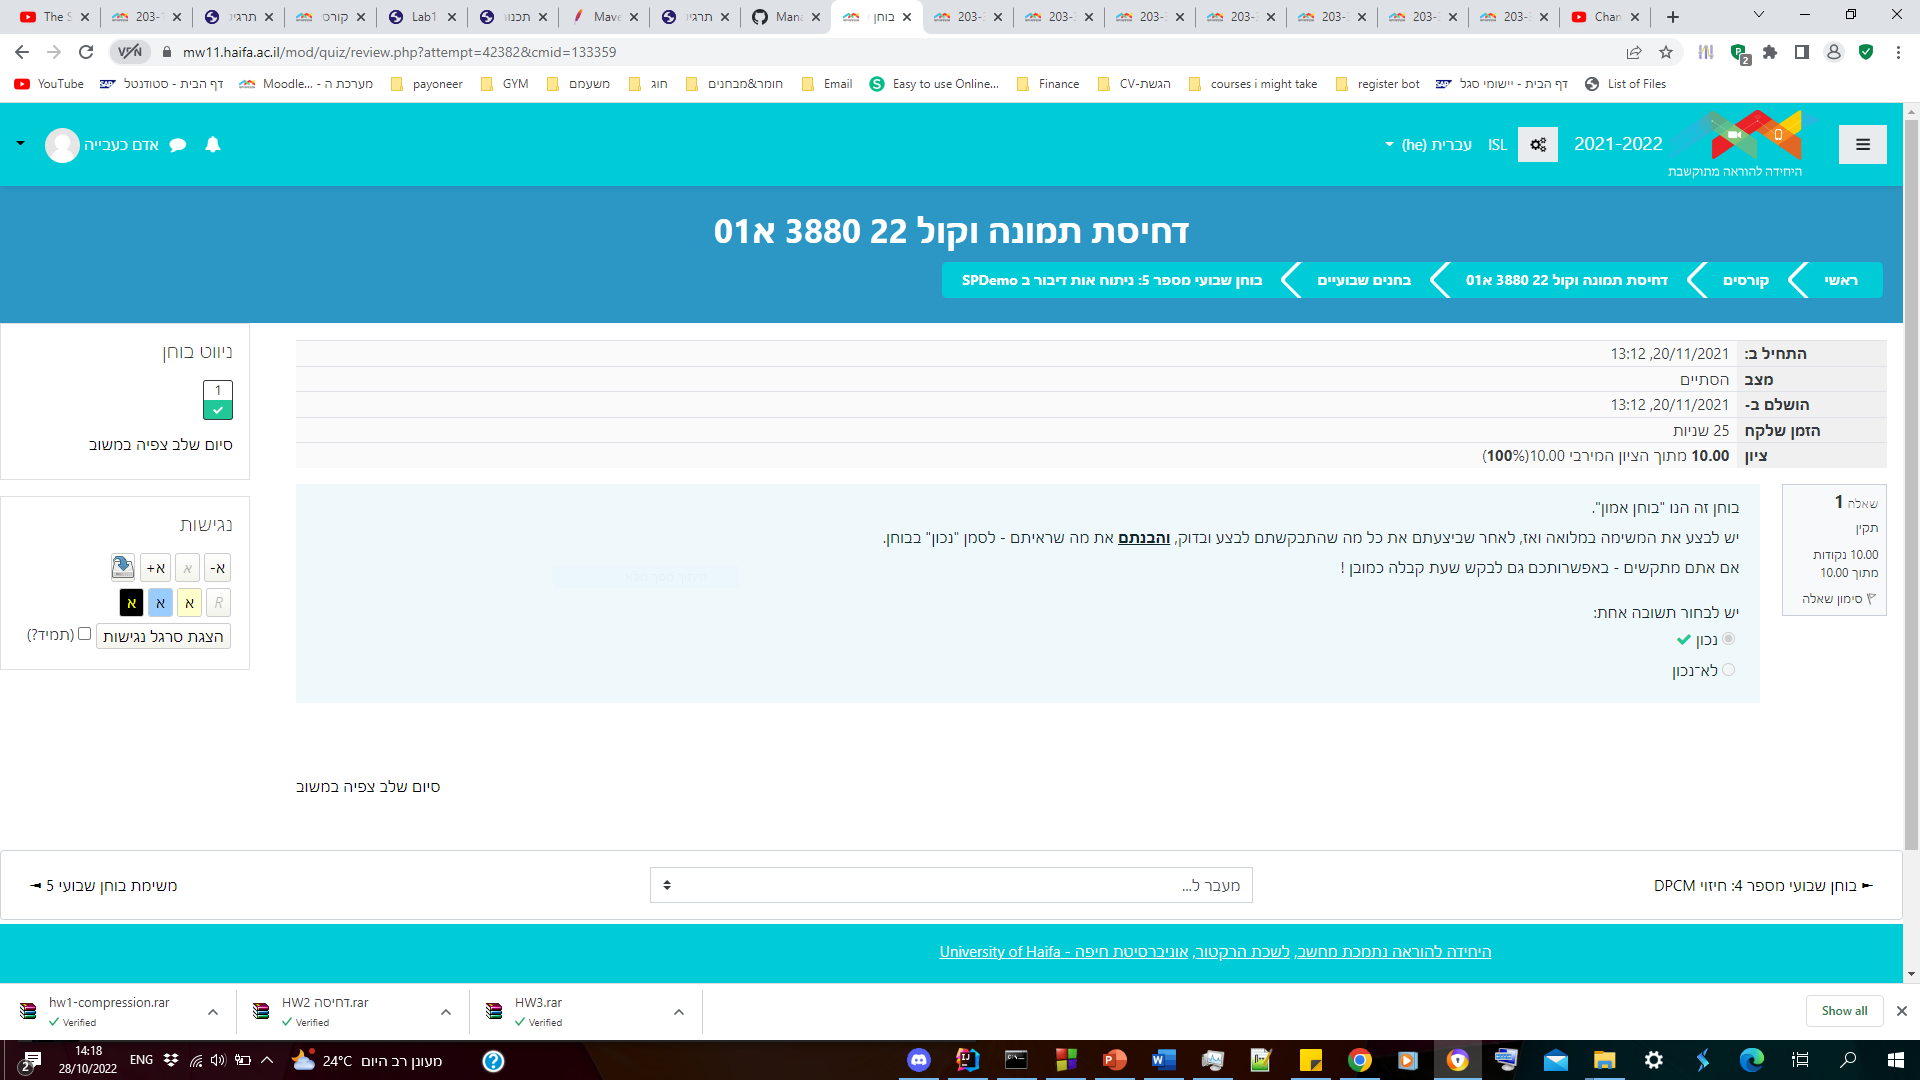 The S
203-
תרגיל
קורס
Lab1
תכנו
Mave
תרגיל
Mana
בוחן
203-
203-
203-
203-
203-
203-
203-
Chan
mw11.haifa.ac.il/mod/quiz/review.php?attempt=42382&cmid=133359
YouTube
דף הבית - סטודנטל
Moodle... - מערכת ה
payoneer
GYM
משעמם
חוג
חומר&מבחנים
Email
Easy to use Online...
Finance
CV-הגשת
courses i might take
register bot
דף הבית - יישומי סגל
List of Files
2021-2022
היחידה להוראה מתוקשבת
ISL
עברית (he)
אדם כעבייה
דחיסת תמונה וקול 22 3880 א01
ראשי
קורסים
דחיסת תמונה וקול 22 3880 א01
בחנים שבועיים
בוחן שבועי מספר 5: ניתוח אות דיבור ב SPDemo
התחיל ב: 20/11/2021, 13:12
מצב הסתיים
הושלם ב- 20/11/2021, 13:12
הזמן שלקח 25 שניות
ציון 10.00 מתוך הציון המירבי 10.00(100%)
שאלה 1
תקין
10.00 נקודות
מתוך 10.00
סימון שאלה
בוחן זה הנו "בוחן אמון".
יש לבצע את המשימה במלואה ואז, לאחר שביצעתם את כל מה שהתבקשתם לבצע ובדוק, והבנתם את מה שראיתם - לסמן "נכון" בבוחן.
אם אתם מתקשים - באפשרותכם גם לבקש שעת קבלה כמובן !
יש לבחור תשובה אחת:
נכון
לא־נכון
סיום שלב צפיה במשוב
ניווט בוחן
1
סיום שלב צפיה במשוב
נגישות
א- א א+
R א א א
הצגת סרגל נגישות (תמיד?)
► בוחן שבועי מספר 4: חיזוי DPCM
מעבר ל...
משימת בוחן שבועי 5 ◄
היחידה להוראה נתמכת מחשב, לשכת הרקטור, אוניברסיטת חיפה - University of Haifa
hw1-compression.rar
Verified
HW2 דחיסה.rar
Verified
HW3.rar
Verified
Show all
2
14:18
28/10/2022
ENG
24°C מעונן רב היום